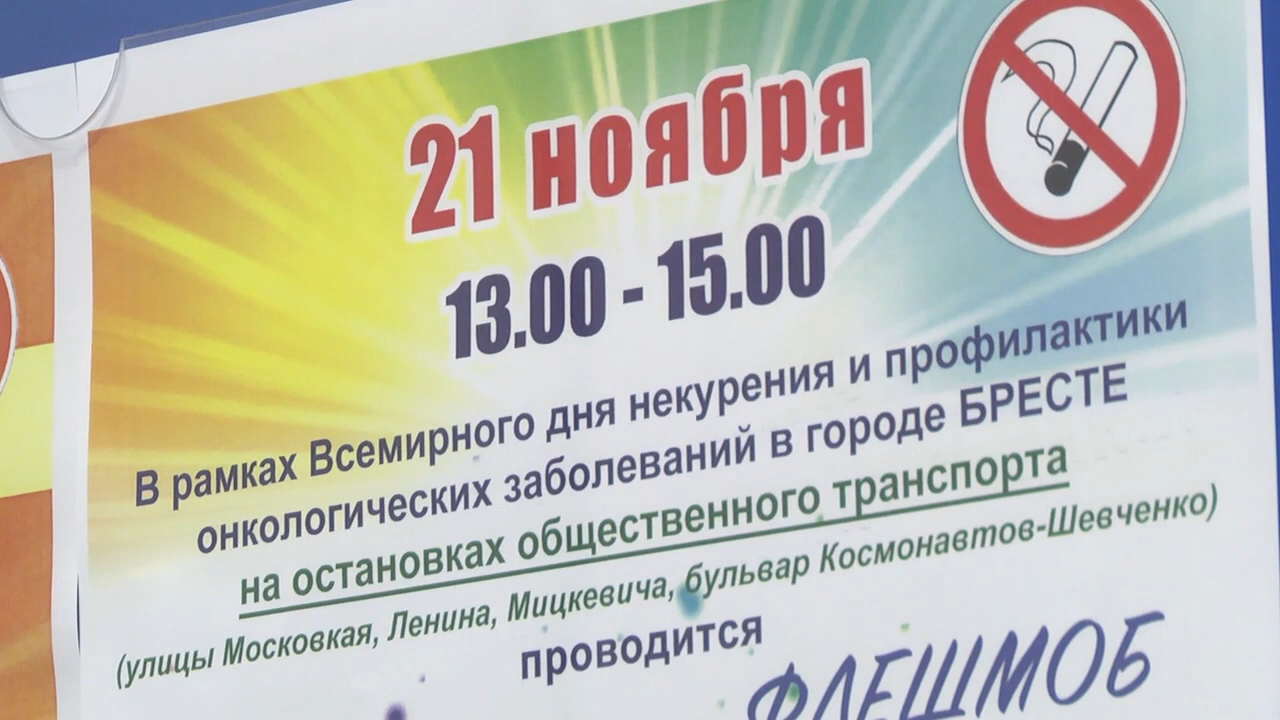 21 ноября
13.00 - 15.00
В рамках Всемирного дня некурения и профилактики
онкологических заболеваний в городе БРЕСТЕ
на остановках общественного транспорта
(улицы Московкая, Ленина, Мицкевича, бульвар Космонавтов-Шевченко)
проводится
ФЛЕШМОБ